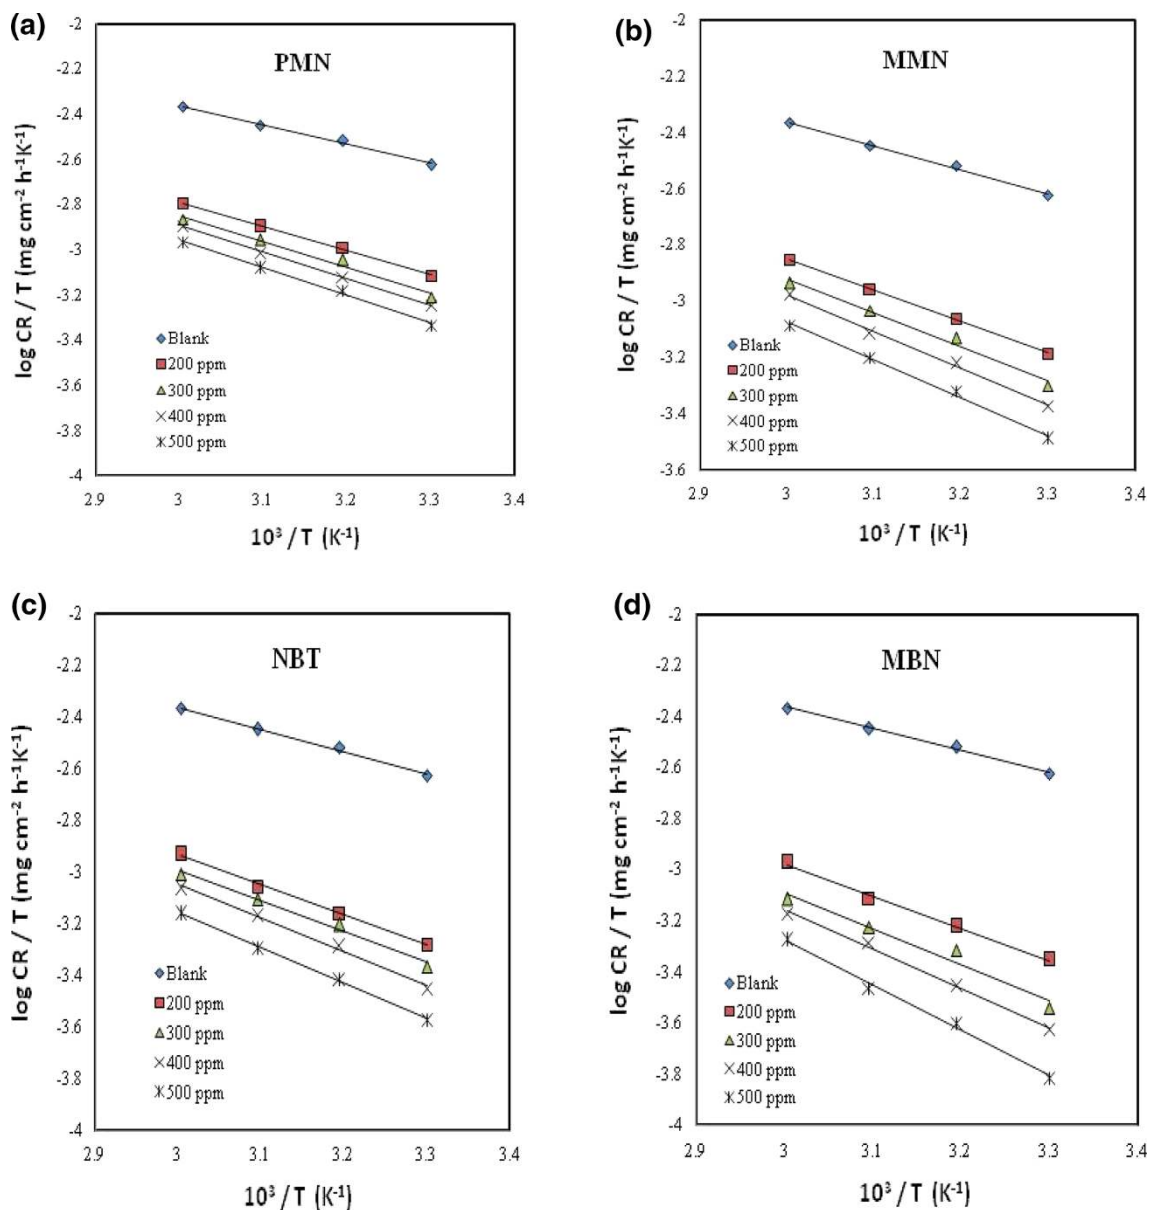 (a)
PMN
-2
-2.2
-2.4
-2.6
-2.8
-3
-3.2
-3.4
-3.6
-3.8
-4
log CR / T (mg cm⁻² h⁻¹K⁻¹)
Blank
200 ppm
300 ppm
400 ppm
500 ppm
2.9 3 3.1 3.2 3.3 3.4
10³ / T (K⁻¹)
(b)
MMN
-2
-2.2
-2.4
-2.6
-2.8
-3
-3.2
-3.4
-3.6
log CR / T (mg cm⁻² h⁻¹K⁻¹)
Blank
200 ppm
300 ppm
400 ppm
500 ppm
2.9 3 3.1 3.2 3.3 3.4
10³ / T (K⁻¹)
(c)
NBT
-2
-2.2
-2.4
-2.6
-2.8
-3
-3.2
-3.4
-3.6
-3.8
-4
log CR / T (mg cm⁻² h⁻¹K⁻¹)
Blank
200 ppm
300 ppm
400 ppm
500 ppm
2.9 3 3.1 3.2 3.3 3.4
10³ / T (K⁻¹)
(d)
MBN
-2
-2.2
-2.4
-2.6
-2.8
-3
-3.2
-3.4
-3.6
-3.8
-4
log CR / T (mg cm⁻² h⁻¹K⁻¹)
Blank
200 ppm
300 ppm
400 ppm
500 ppm
2.9 3 3.1 3.2 3.3 3.4
10³ / T (K⁻¹)